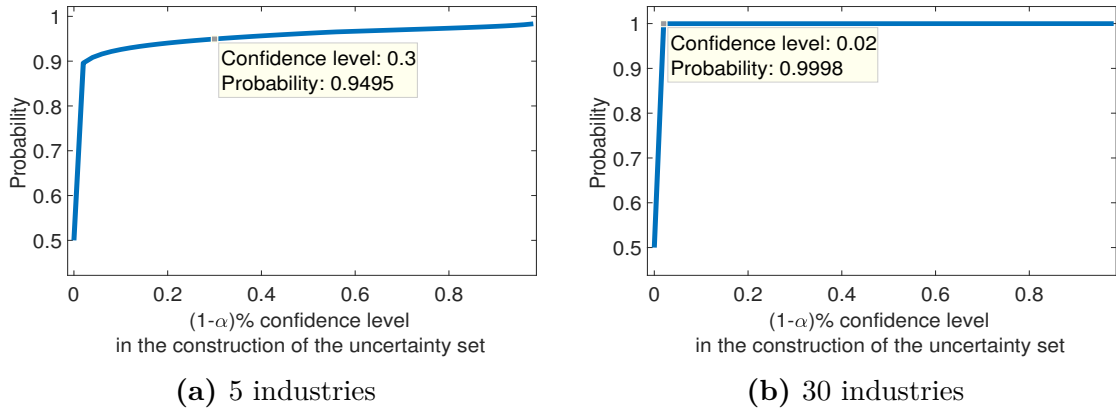 1
0.9
0.8
0.7
0.6
0.5
Probability
Confidence level: 0.3
Probability: 0.9495
0 0.2 0.4 0.6 0.8
(1-α)% confidence level
in the construction of the uncertainty set
(a) 5 industries
1
0.9
0.8
0.7
0.6
0.5
Probability
Confidence level: 0.02
Probability: 0.9998
0 0.2 0.4 0.6 0.8
(1-α)% confidence level
in the construction of the uncertainty set
(b) 30 industries